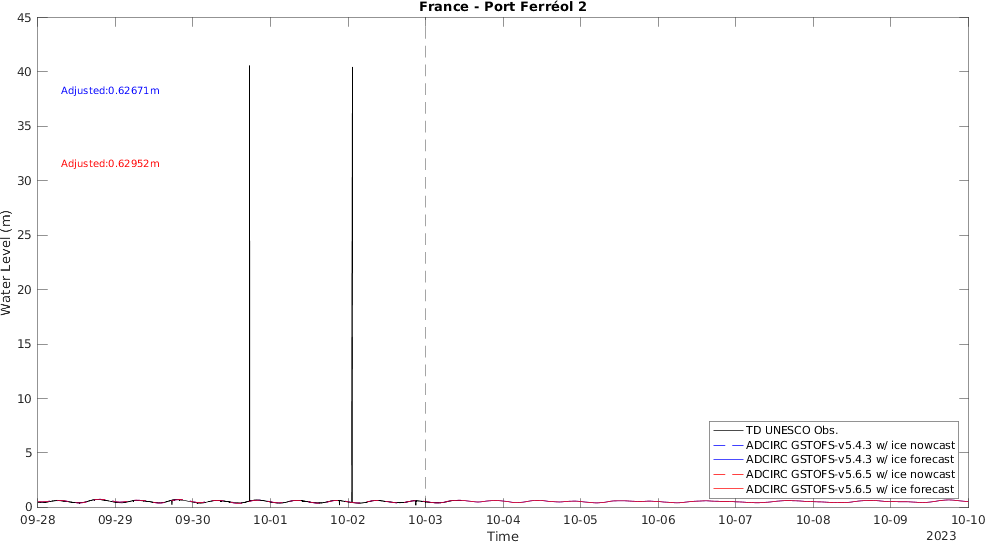 France - Port Ferréol 2
45
40
35
30
25
20
15
10
5
0
Water Level (m)
Adjusted:0.62671m
Adjusted:0.62952m
TD UNESCO Obs.
ADCIRC GSTOFS-v5.4.3 w/ ice nowcast
ADCIRC GSTOFS-v5.4.3 w/ ice forecast
ADCIRC GSTOFS-v5.6.5 w/ ice nowcast
ADCIRC GSTOFS-v5.6.5 w/ ice forecast
09-28 09-29 09-30 10-01 10-02 10-03 10-04 10-05 10-06 10-07 10-08 10-09 10-10
Time
2023